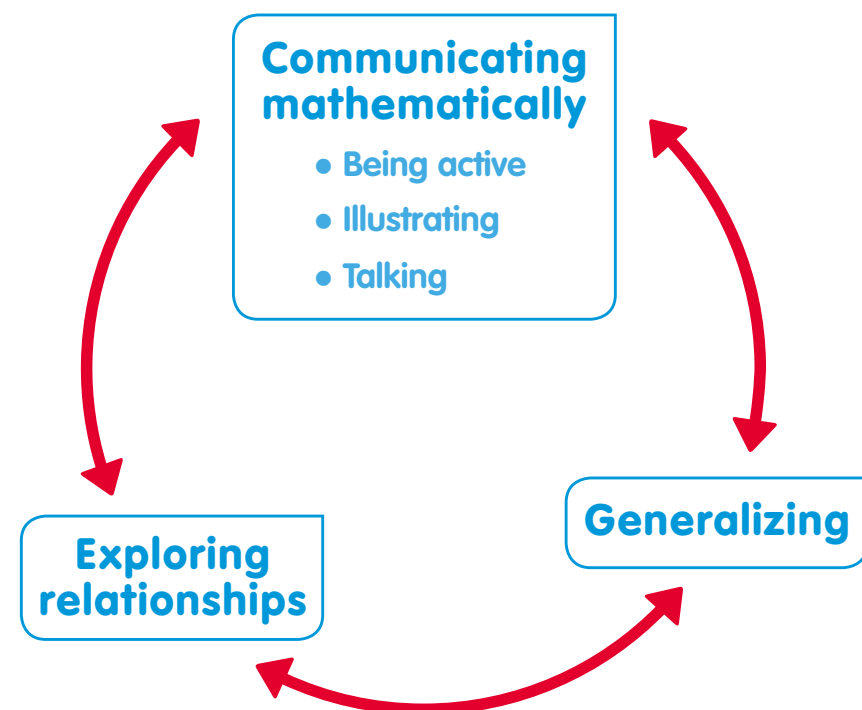 Communicating
mathematically
• Being active
• Illustrating
• Talking
Generalizing
Exploring
relationships